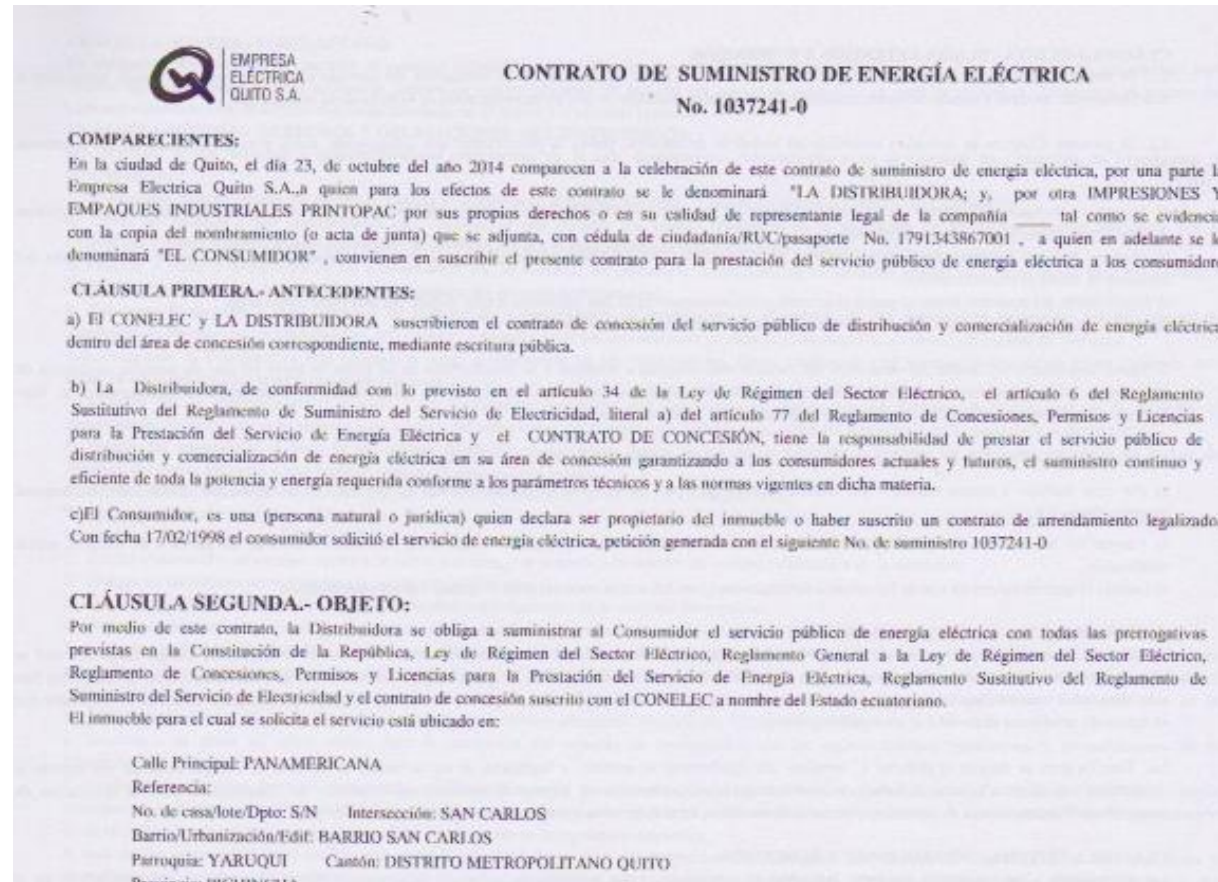 EMPRESA
ELÉCTRICA
QUITO S.A.
CONTRATO DE SUMINISTRO DE ENERGÍA ELÉCTRICA
No. 1037241-0
COMPARECIENTES:
En la ciudad de Quito, el día 23, de octubre del año 2014 comparecen a la celebración de este contrato de suministro de energía eléctrica, por una parte l
Empresa Electrica Quito S.A..a quien para los efectos de este contrato se le denominará "LA DISTRIBUIDORA; y, por otra IMPRESIONES Y
EMPAQUES INDUSTRIALES PRINTOPAC por sus propios derechos o en su calidad de representante legal de la compañía ____ tal como se evidenci
con la copia del nombramiento (o acta de junta) que se adjunta, con cédula de ciudadanía/RUC/pasaporte No. 1791343867001 , a quien en adelante se l
denominará "EL CONSUMIDOR" , convienen en suscribir el presente contrato para la prestación del servicio público de energía eléctrica a los consumidor
CLÁUSULA PRIMERA.- ANTECEDENTES:
a) El CONELEC y LA DISTRIBUIDORA suscribieron el contrato de concesión del servicio público de distribución y comercialización de energía eléctric
dentro del área de concesión correspondiente, mediante escritura pública.
b) La Distribuidora, de conformidad con lo previsto en el artículo 34 de la Ley de Régimen del Sector Eléctrico, el artículo 6 del Reglamento
Sustitutivo del Reglamento de Suministro del Servicio de Electricidad, literal a) del artículo 77 del Reglamento de Concesiones, Permisos y Licencias
para la Prestación del Servicio de Energía Eléctrica y el CONTRATO DE CONCESIÓN, tiene la responsabilidad de prestar el servicio público de
distribución y comercialización de energía eléctrica en su área de concesión garantizando a los consumidores actuales y futuros, el suministro continuo y
eficiente de toda la potencia y energía requerida conforme a los parámetros técnicos y a las normas vigentes en dicha materia.
c)El Consumidor, es una (persona natural o jurídica) quien declara ser propietario del inmueble o haber suscrito un contrato de arrendamiento legalizado
Con fecha 17/02/1998 el consumidor solicitó el servicio de energía eléctrica, petición generada con el siguiente No. de suministro 1037241-0
CLÁUSULA SEGUNDA.- OBJETO:
Por medio de este contrato, la Distribuidora se obliga a suministrar al Consumidor el servicio público de energía eléctrica con todas las prerrogativas
previstas en la Constitución de la República, Ley de Régimen del Sector Eléctrico, Reglamento General a la Ley de Régimen del Sector Eléctrico,
Reglamento de Concesiones, Permisos y Licencias para la Prestación del Servicio de Energía Eléctrica, Reglamento Sustitutivo del Reglamento de
Suministro del Servicio de Electricidad y el contrato de concesión suscrito con el CONELEC a nombre del Estado ecuatoriano.
El inmueble para el cual se solicita el servicio está ubicado en:
Calle Principal: PANAMERICANA
Referencia:
No. de casa/lote/Dpto: S/N Intersección: SAN CARLOS
Barrio/Urbanización/Edif: BARRIO SAN CARLOS
Parroquia: YARUQUI Cantón: DISTRITO METROPOLITANO QUITO